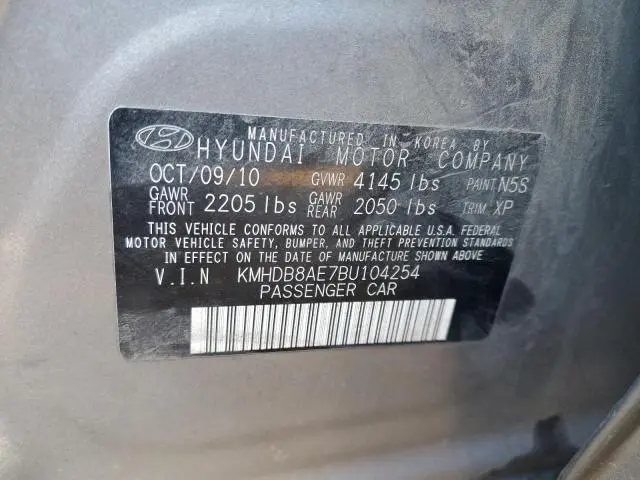 MANUFACTURED IN KOREA BY
HYUNDAI MOTOR COMPANY
OCT/09/10 GVWR 4145 lbs PAINT N5S
GAWR FRONT 2205 lbs GAWR REAR 2050 lbs TRIM XP
THIS VEHICLE CONFORMS TO ALL APPLICABLE U.S.A. FEDERAL
MOTOR VEHICLE SAFETY, BUMPER, AND THEFT PREVENTION STANDARDS
IN EFFECT ON THE DATE OF MANUFACTURE SHOWN ABOVE
V.I.N KMHDB8AE7BU104254
PASSENGER CAR